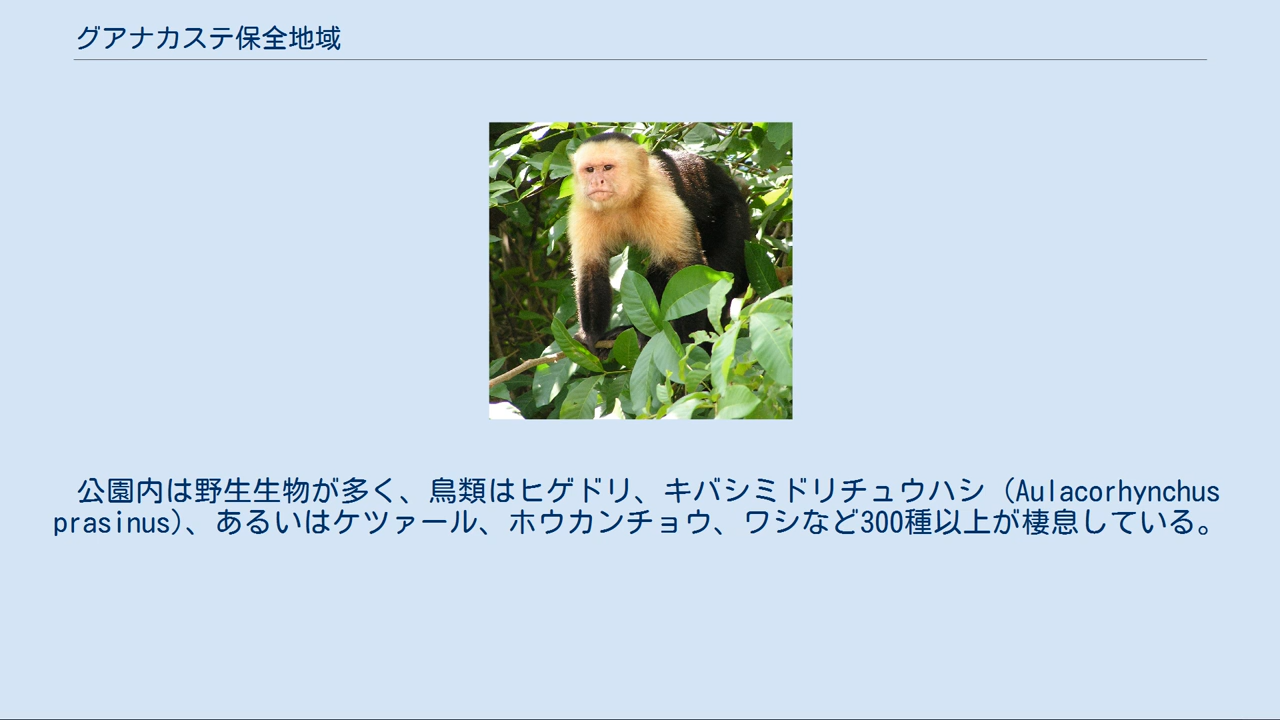 グアナカステ保全地域
公園内は野生生物が多く、鳥類はヒゲドリ、キバシミドリチュウハシ (Aulacorhynchus
prasinus)、あるいはケツァール、ホウカンチョウ、ワシなど300種以上が棲息している。